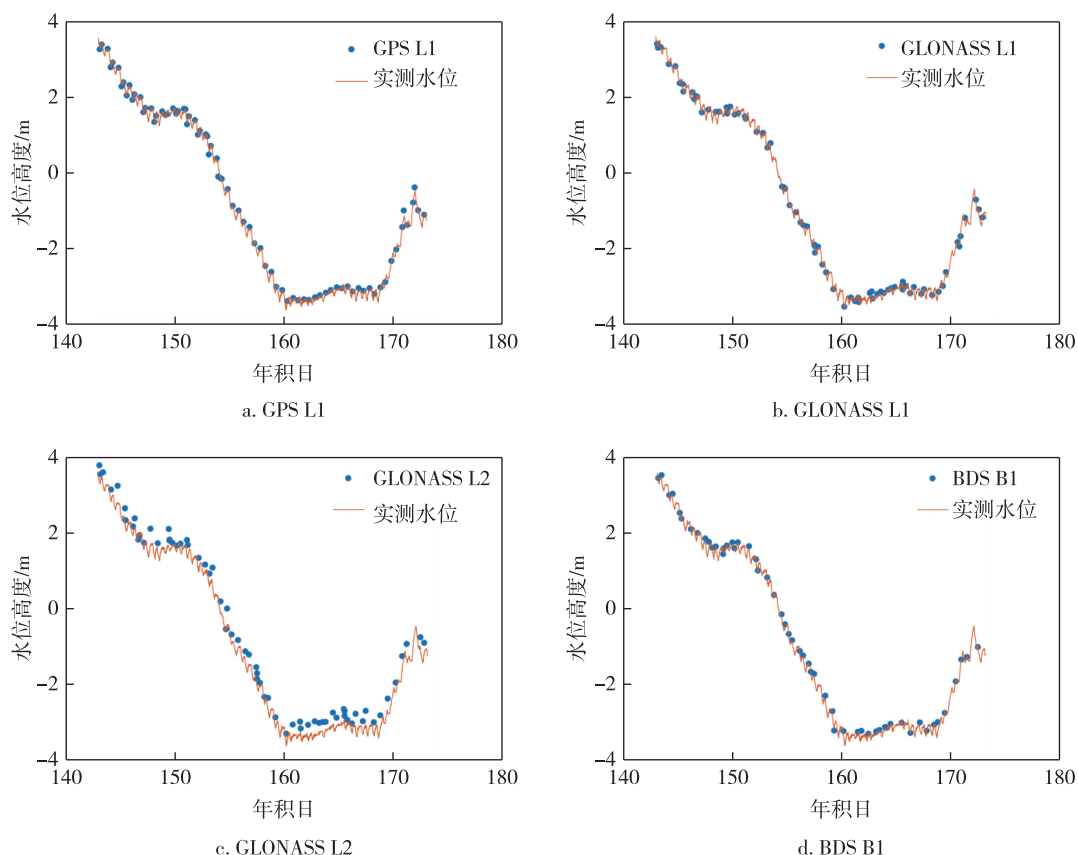 4
2
0
−2
−4
水位高度/m
GPS L1
实测水位
140
150
160
170
180
年积日
a. GPS L1
4
2
0
−2
−4
水位高度/m
GLONASS L1
实测水位
140
150
160
170
180
年积日
b. GLONASS L1
4
2
0
−2
−4
水位高度/m
GLONASS L2
实测水位
140
150
160
170
180
年积日
c. GLONASS L2
4
2
0
−2
−4
水位高度/m
BDS B1
实测水位
140
150
160
170
180
年积日
d. BDS B1